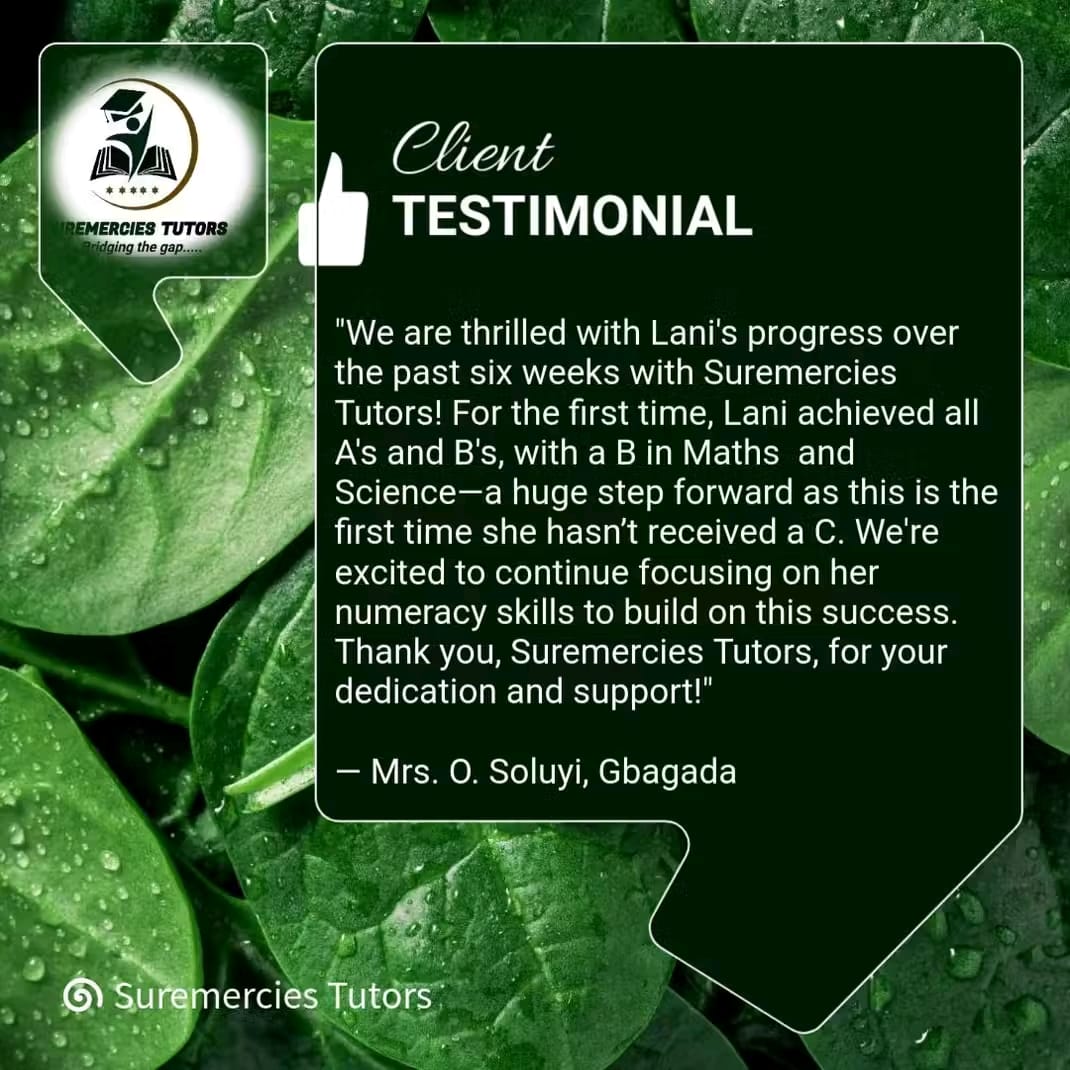 REMERCIES TUTORS
Bridging the gap.....
Client
TESTIMONIAL
"We are thrilled with Lani's progress over
the past six weeks with Suremercies
Tutors! For the first time, Lani achieved all
A's and B's, with a B in Maths  and
Science—a huge step forward as this is the
first time she hasn’t received a C. We're
excited to continue focusing on her
numeracy skills to build on this success.
Thank you, Suremercies Tutors, for your
dedication and support!"
— Mrs. O. Soluyi, Gbagada
Suremercies Tutors